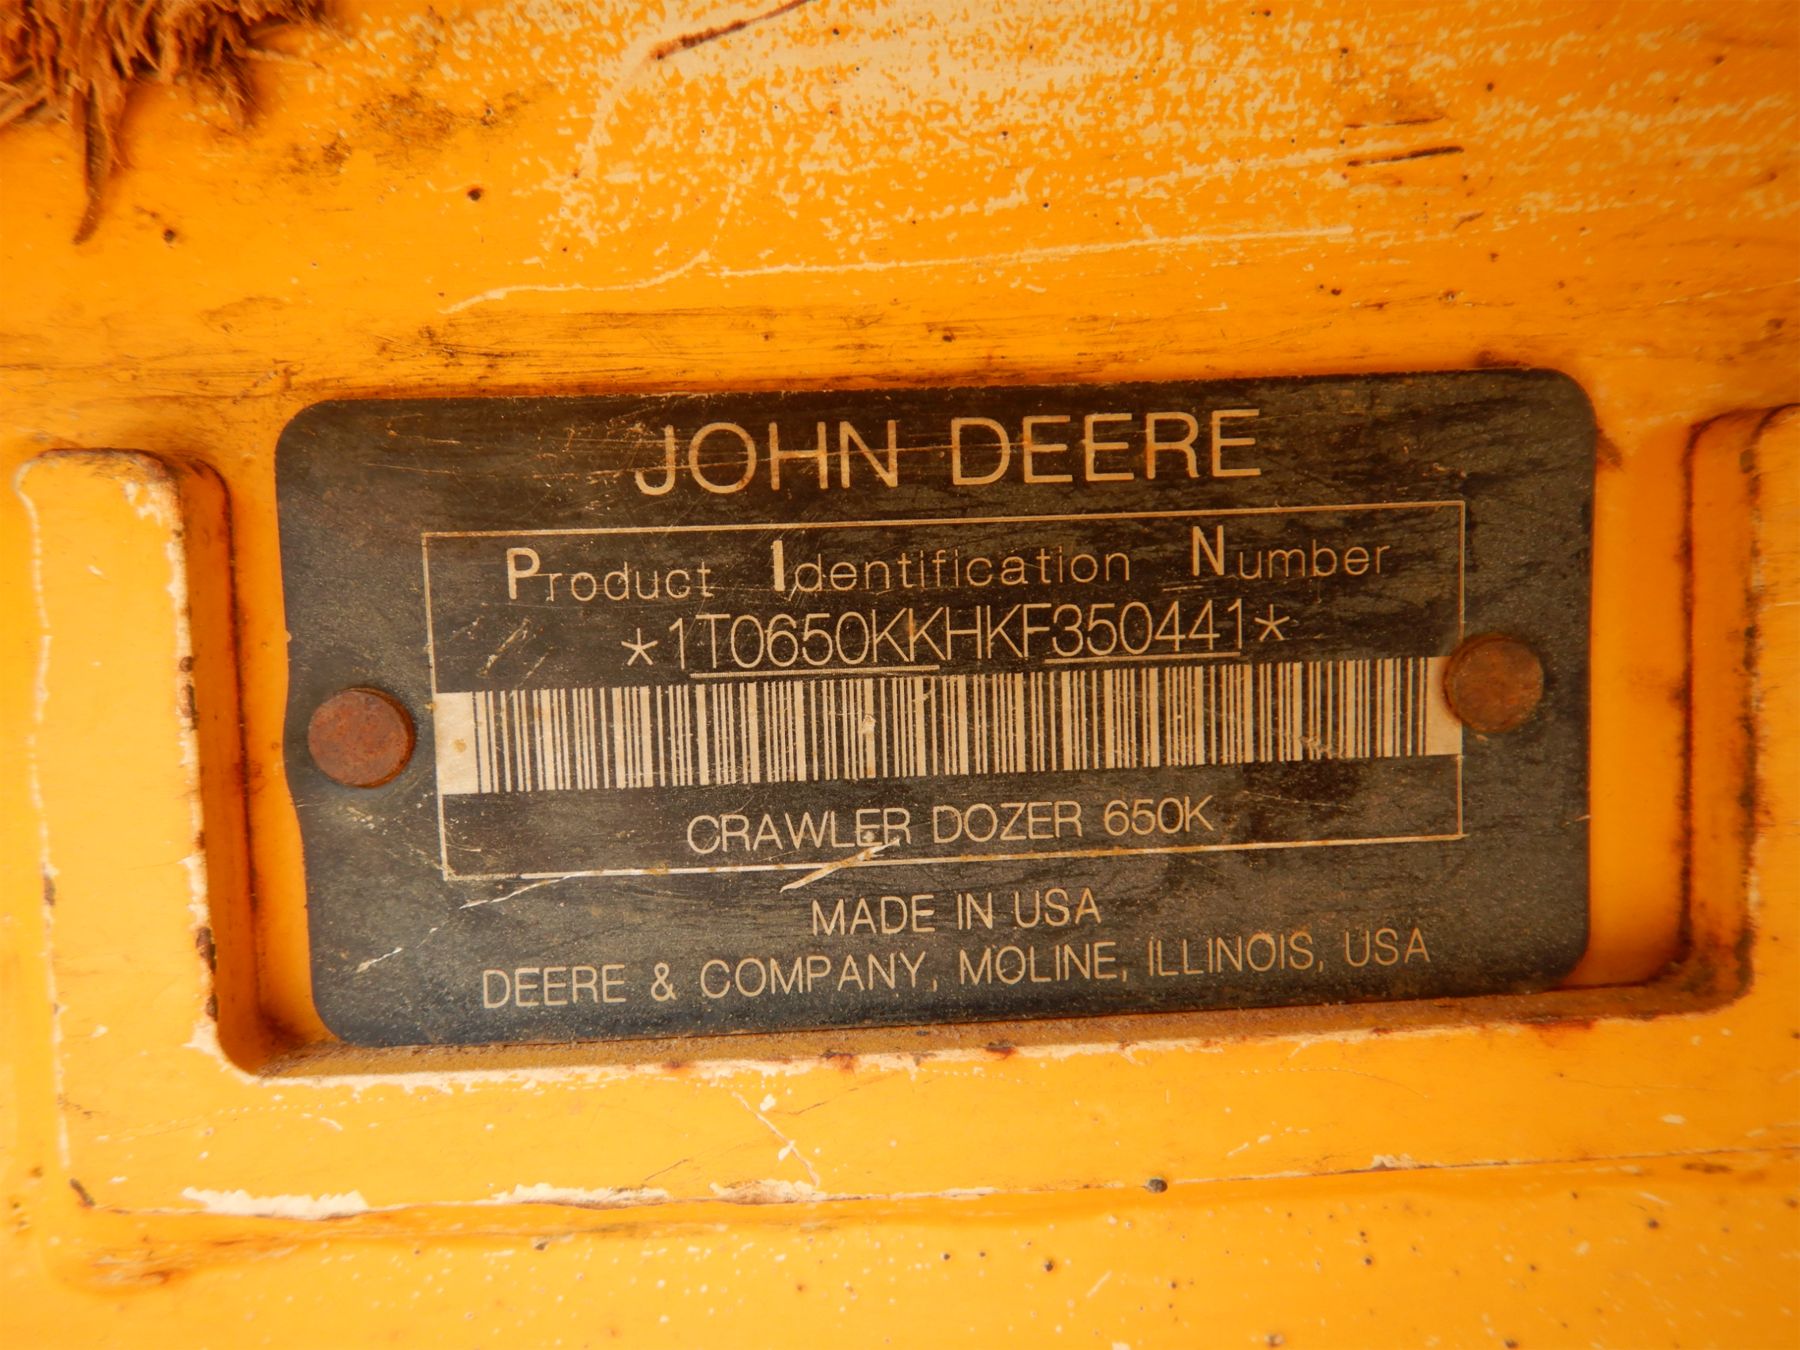 JOHN DEERE
Product Identification Number
*1T0650KKHKF350441*
CRAWLER DOZER 650K
MADE IN USA
DEERE & COMPANY, MOLINE, ILLINOIS, USA